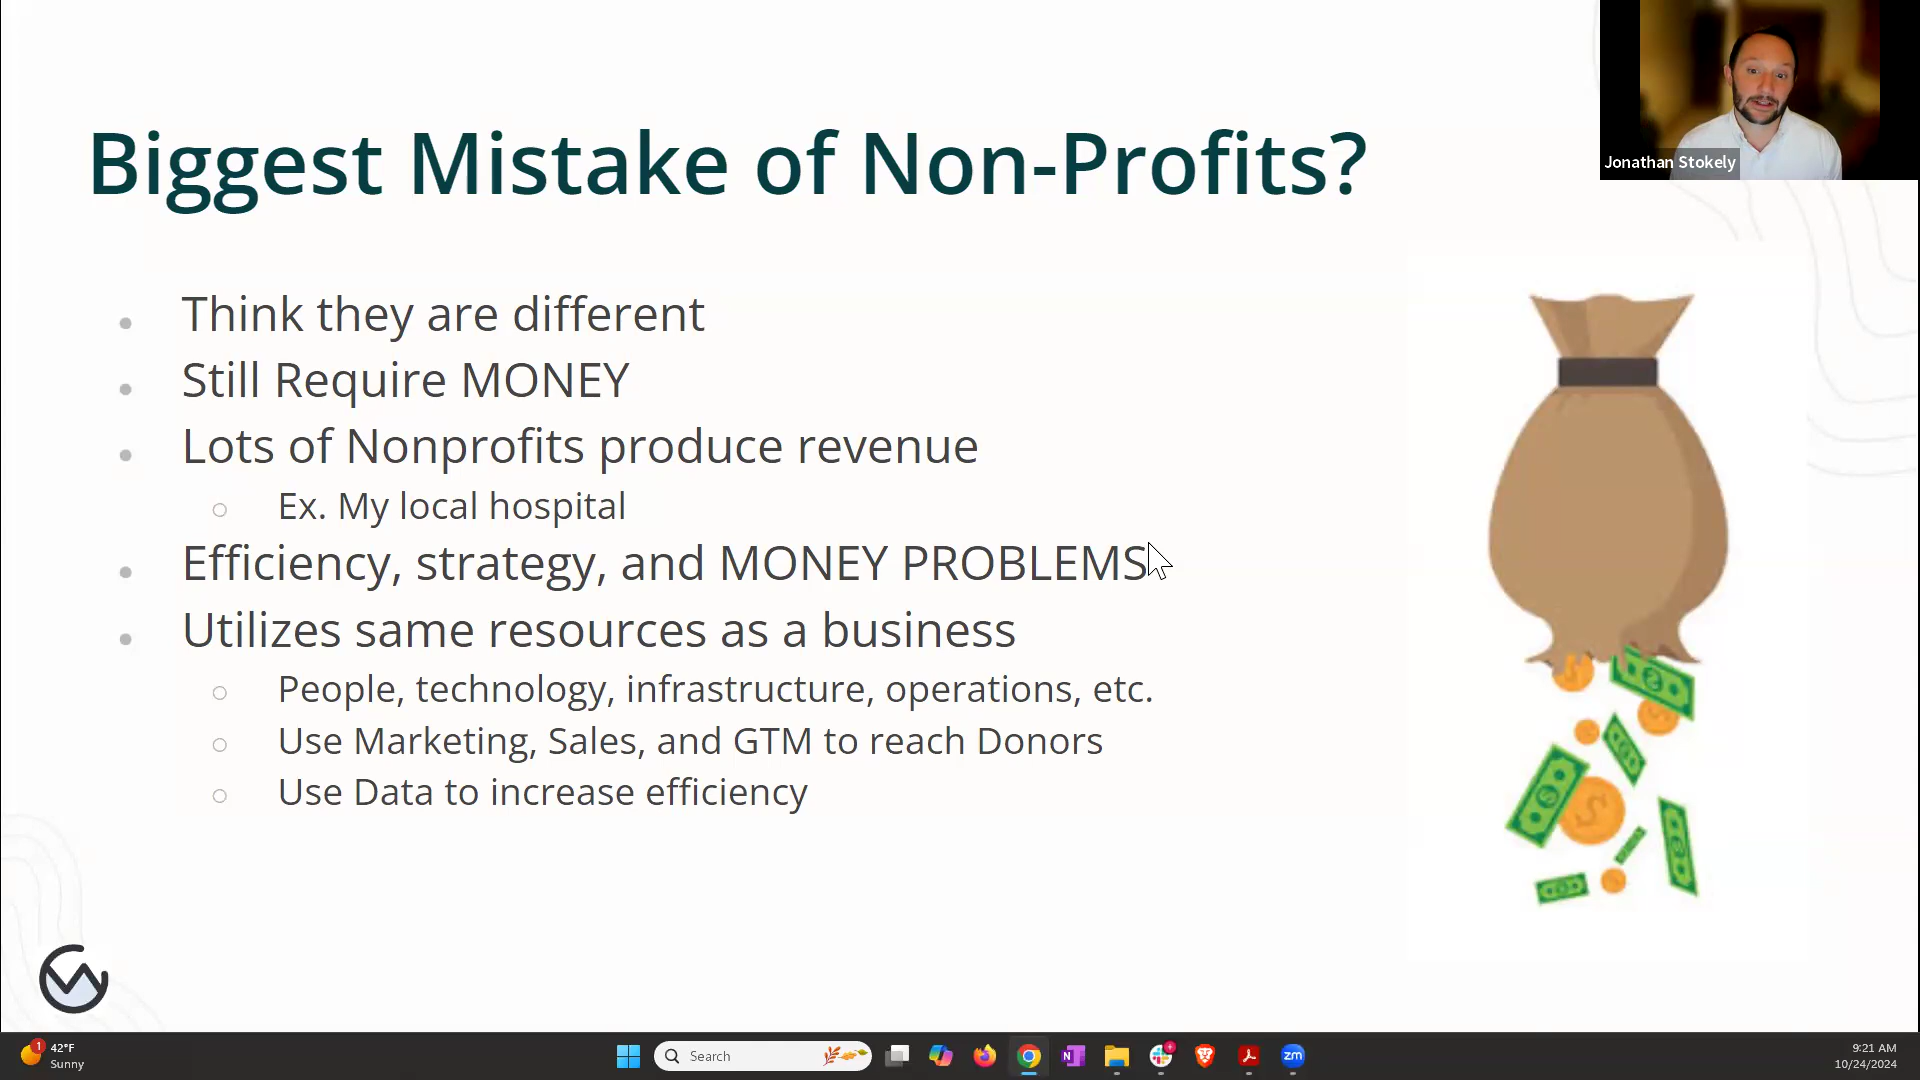 Biggest Mistake of Non-Profits?
Jonathan Stokely
Think they are different
Still Require MONEY
Lots of Nonprofits produce revenue
Ex. My local hospital
Efficiency, strategy, and MONEY PROBLEMS
Utilizes same resources as a business
People, technology, infrastructure, operations, etc.
Use Marketing, Sales, and GTM to reach Donors
Use Data to increase efficiency
1
42°F
Sunny
Search
N
zm
9:21 AM
10/24/2024